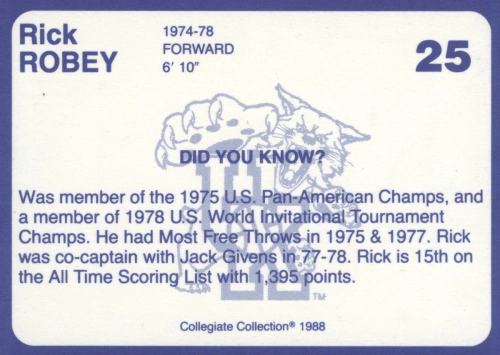 Rick
ROBEY
1974-78
FORWARD
6' 10"
25
DID YOU KNOW?
Was member of the 1975 U.S. Pan-American Champs, and
a member of 1978 U.S. World Invitational Tournament
Champs. He had Most Free Throws in 1975 & 1977. Rick
was co-captain with Jack Givens in 77-78. Rick is 15th on
the All Time Scoring List with 1,395 points.
UK
TM
Collegiate Collection® 1988